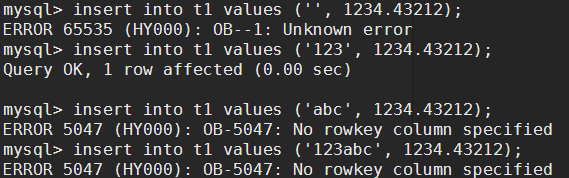 mysql> insert into t1 values ('', 1234.43212);
ERROR 65535 (HY000): OB--1: Unknown error
mysql> insert into t1 values ('123', 1234.43212);
Query OK, 1 row affected (0.00 sec)
mysql> insert into t1 values ('abc', 1234.43212);
ERROR 5047 (HY000): OB-5047: No rowkey column specified
mysql> insert into t1 values ('123abc', 1234.43212);
ERROR 5047 (HY000): OB-5047: No rowkey column specified